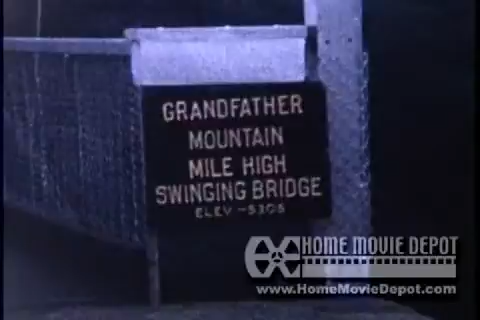 GRANDFATHER
MOUNTAIN
MILE HIGH
SWINGING BRIDGE
ELEV-5305
HOME MOVIE DEPOT
www.HomeMovieDepot.com